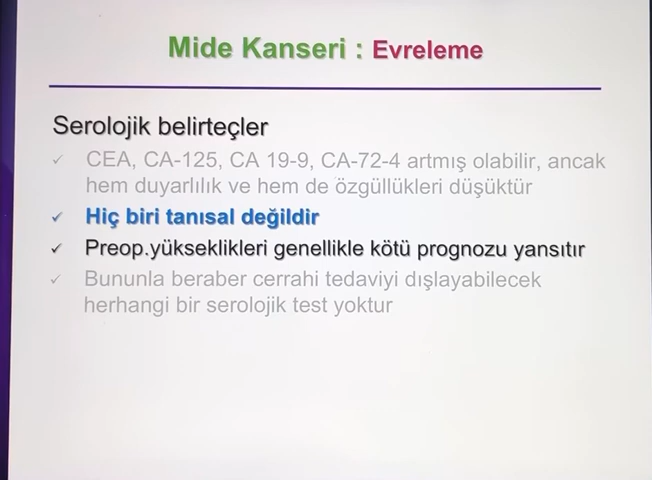 Mide Kanseri : Evreleme
Serolojik belirteçler
✓ CEA, CA-125, CA 19-9, CA-72-4 artmış olabilir, ancak
hem duyarlılık ve hem de özgüllükleri düşüktür
✓ Hiç biri tanısal değildir
✓ Preop.yükseklikleri genellikle kötü prognozu yansıtır
✓ Bununla beraber cerrahi tedaviyi dışlayabilecek
herhangi bir serolojik test yoktur